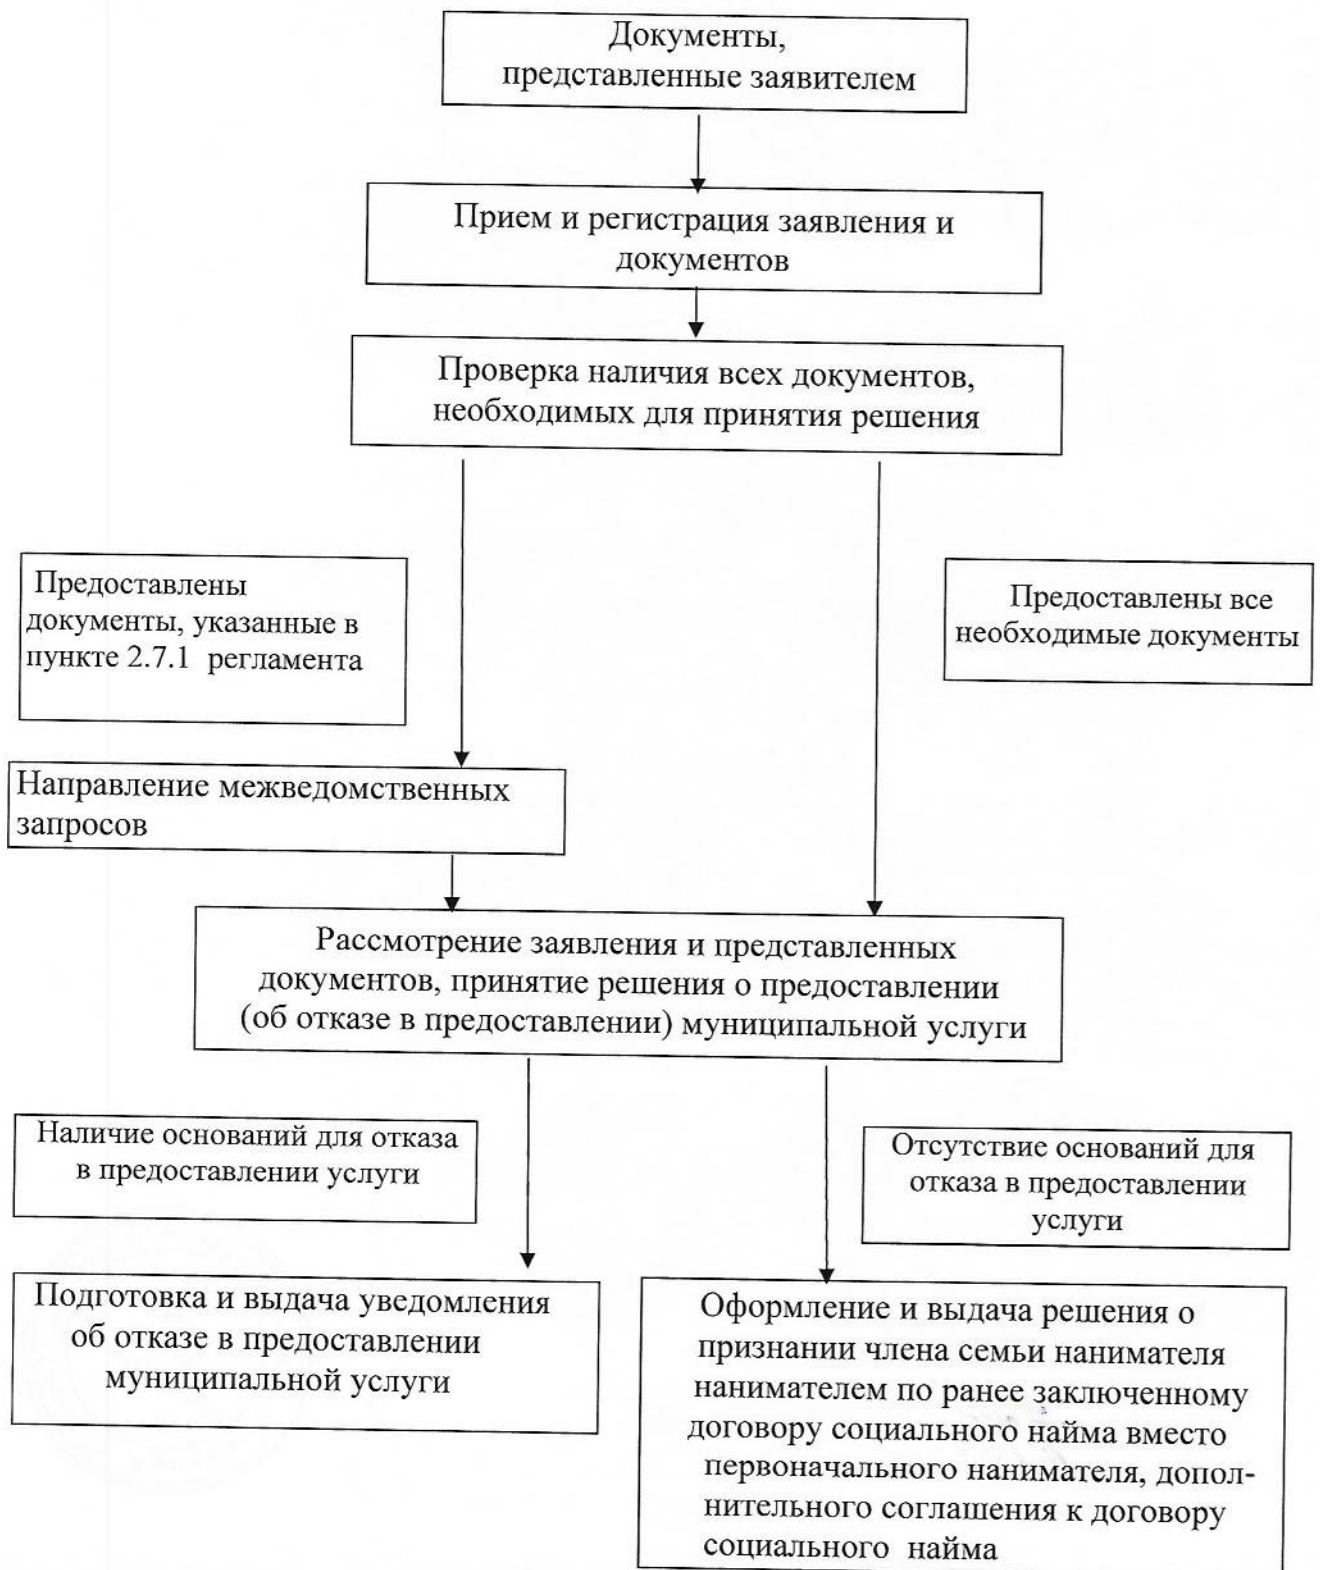 Документы,
представленные заявителем
Прием и регистрация заявления и
документов
Проверка наличия всех документов,
необходимых для принятия решения
Предоставлены
документы, указанные в
пункте 2.7.1 регламента
Предоставлены все
необходимые документы
Направление межведомственных
запросов
Рассмотрение заявления и представленных
документов, принятие решения о предоставлении
(об отказе в предоставлении) муниципальной услуги
Наличие оснований для отказа
в предоставлении услуги
Отсутствие оснований для
отказа в предоставлении
услуги
Подготовка и выдача уведомления
об отказе в предоставлении
муниципальной услуги
Оформление и выдача решения о
признании члена семьи нанимателя
нанимателем по ранее заключенному
договору социального найма вместо
первоначального нанимателя, допол-
нительного соглашения к договору
социального найма